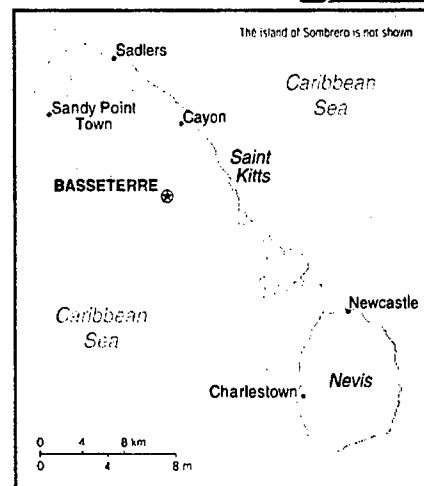 The island of Sombrero is not shown
Sadlers
Caribbean
Sea
Sandy Point
Town
Cayon
Saint
Kitts
BASSETERRE
Newcastle
Caribbean
Sea
Nevis
Charlestown
0 4 8 km
0 4 8 m